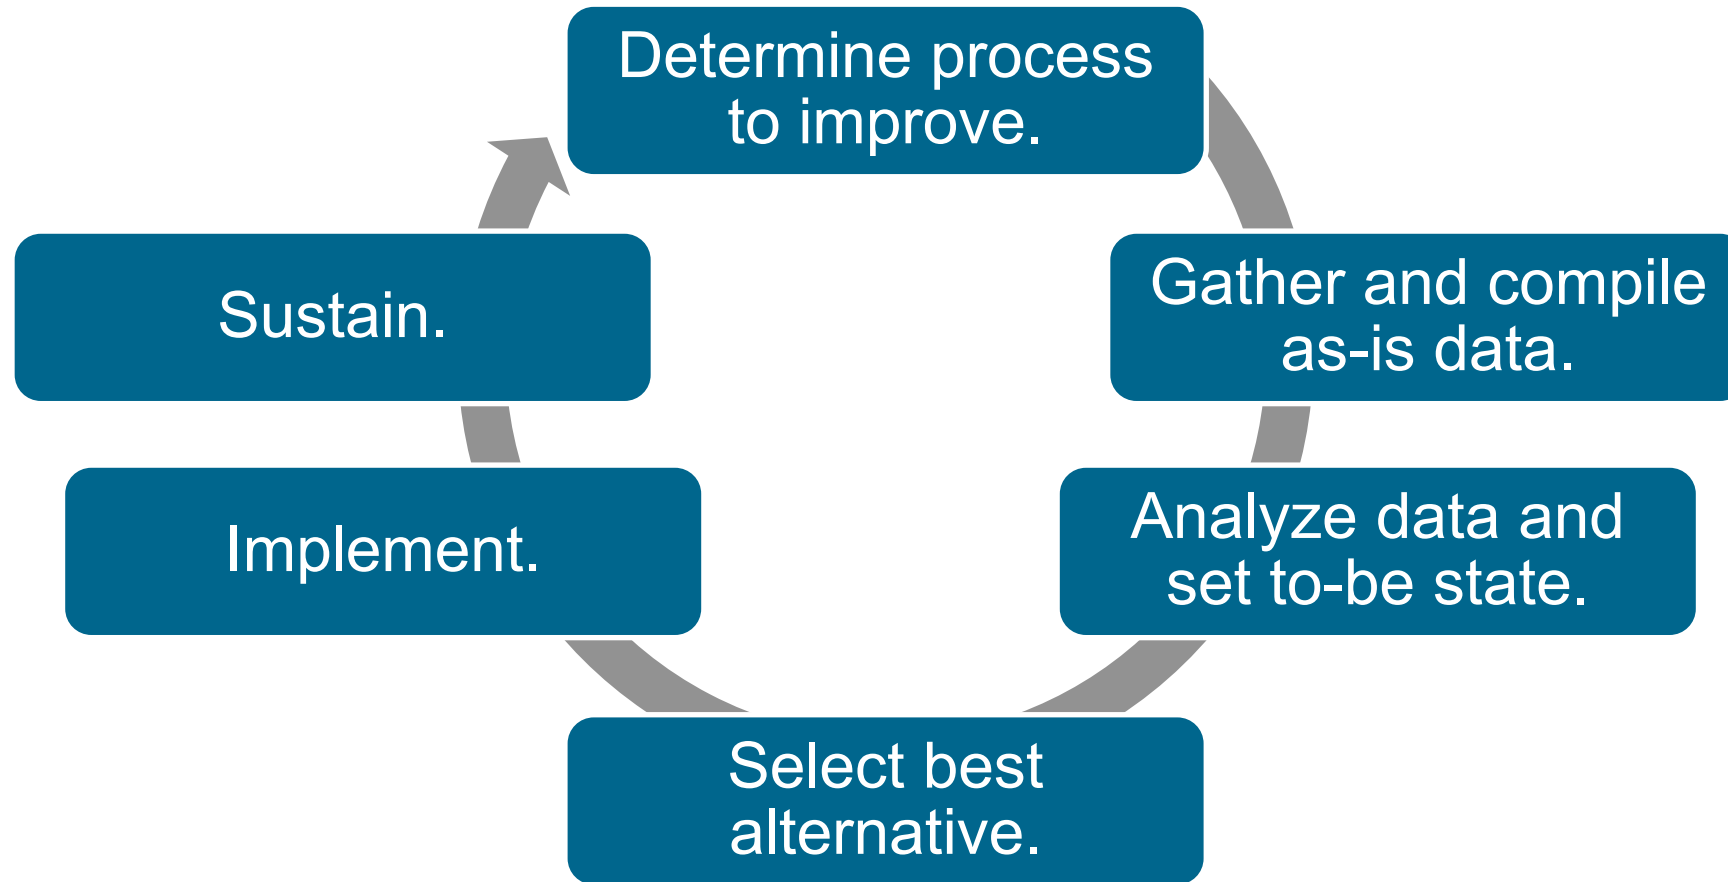 Determine process
to improve.
Gather and compile
as-is data.
Analyze data and
set to-be state.
Select best
alternative.
Implement.
Sustain.